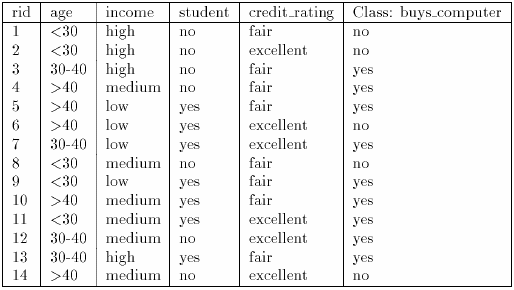 rid age income student credit_rating Class: buys_computer
1 <30 high no fair no
2 <30 high no excellent no
3 30-40 high no fair yes
4 >40 medium no fair yes
5 >40 low yes fair yes
6 >40 low yes excellent no
7 30-40 low yes excellent yes
8 <30 medium no fair no
9 <30 low yes fair yes
10 >40 medium yes fair yes
11 <30 medium yes excellent yes
12 30-40 medium no excellent yes
13 30-40 high yes fair yes
14 >40 medium no excellent no